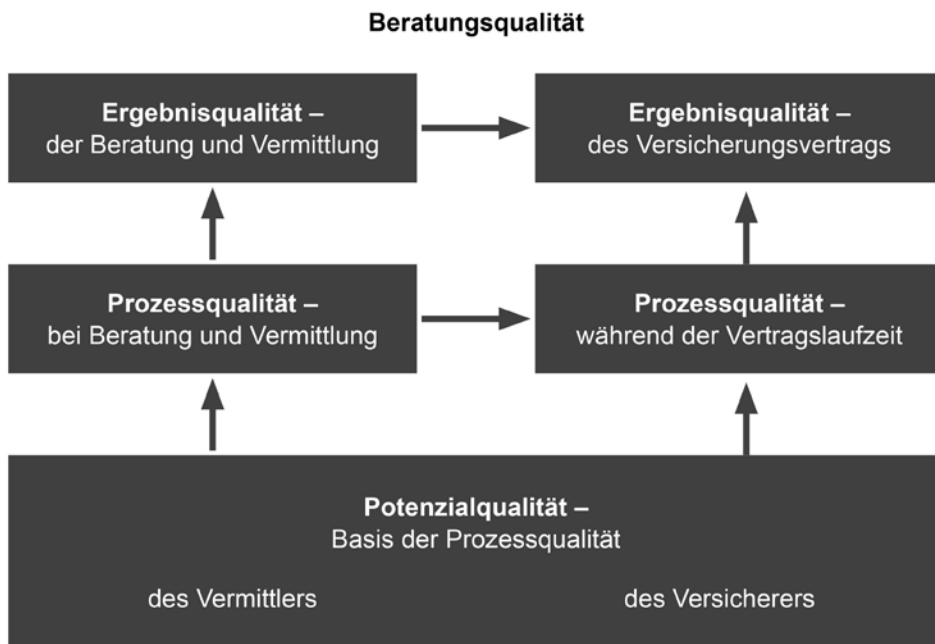 Beratungsqualität
Ergebnisqualität –
der Beratung und Vermittlung
Ergebnisqualität –
des Versicherungsvertrags
Prozessqualität –
bei Beratung und Vermittlung
Prozessqualität –
während der Vertragslaufzeit
Potenzialqualität –
Basis der Prozessqualität
des Vermittlers
des Versicherers